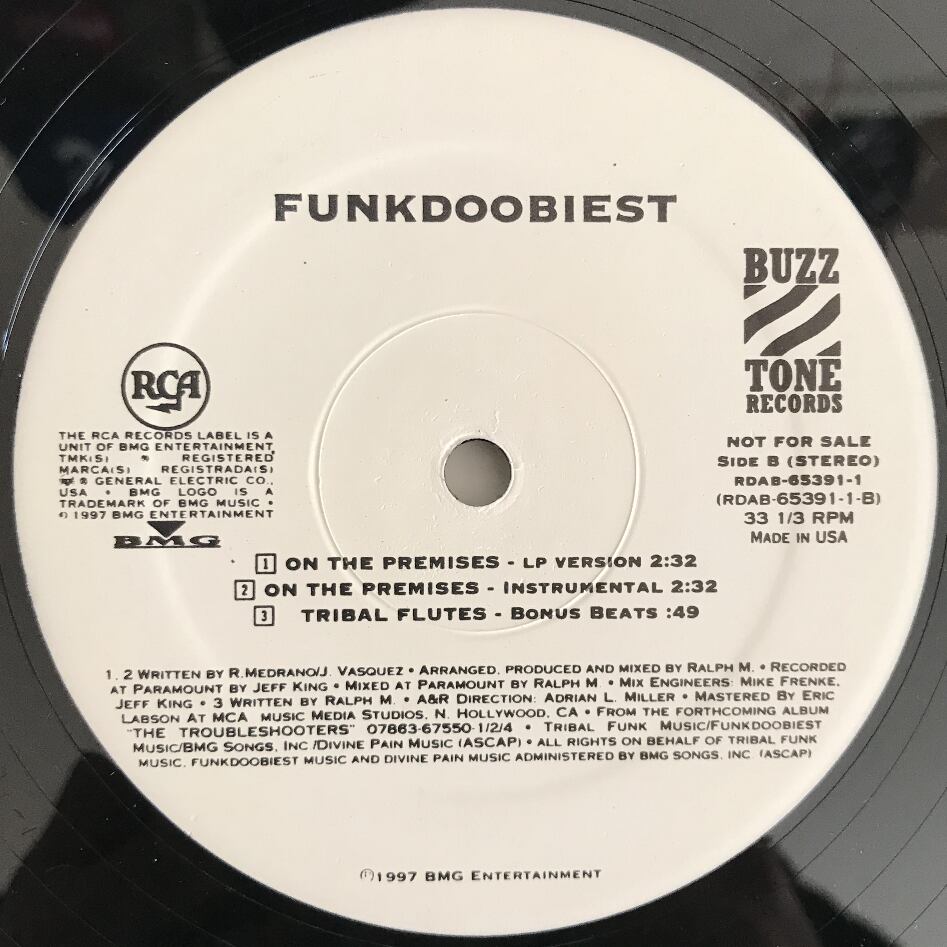 FUNKDOOBIEST
BUZZ
TONE
RECORDS
RCA
THE RCA RECORDS LABEL IS A
UNIT OF BMG ENTERTAINMENT,
TMK(S) ® REGISTERED
MARCA(S) REGISTRADA(S)
® GENERAL ELECTRIC CO.,
USA • BMG LOGO IS A
TRADEMARK OF BMG MUSIC •
© 1997 BMG ENTERTAINMENT
BMG
NOT FOR SALE
SIDE B (STEREO)
RDAB-65391-1
(RDAB-65391-1-B)
33 1/3 RPM
MADE IN USA
1 ON THE PREMISES - LP VERSION 2:32
2 ON THE PREMISES - INSTRUMENTAL 2:32
3 TRIBAL FLUTES - BONUS BEATS :49
1, 2 WRITTEN BY R.MEDRANO/J. VASQUEZ • ARRANGED, PRODUCED AND MIXED BY RALPH M. • RECORDED
AT PARAMOUNT BY JEFF KING • MIXED AT PARAMOUNT BY RALPH M • MIX ENGINEERS: MIKE FRENKE,
JEFF KING • 3 WRITTEN BY RALPH M. • A&R DIRECTION: ADRIAN L. MILLER • MASTERED BY ERIC
LABSON AT MCA MUSIC MEDIA STUDIOS, N. HOLLYWOOD, CA • FROM THE FORTHCOMING ALBUM
"THE TROUBLESHOOTERS" 07863-67550-1/2/4 • TRIBAL FUNK MUSIC/FUNKDOOBIEST
MUSIC/BMG SONGS, INC /DIVINE PAIN MUSIC (ASCAP) • ALL RIGHTS ON BEHALF OF TRIBAL FUNK
MUSIC, FUNKDOOBIEST MUSIC AND DIVINE PAIN MUSIC ADMINISTERED BY BMG SONGS, INC. (ASCAP)
℗1997 BMG ENTERTAINMENT